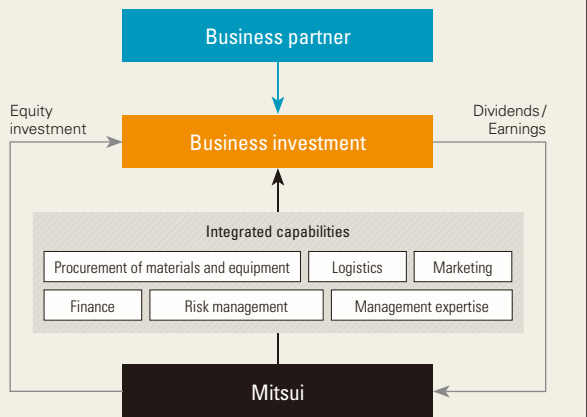 Business partner
Equity
investment
Dividends/
Earnings
Business investment
Integrated capabilities
Procurement of materials and equipment
Logistics
Marketing
Finance
Risk management
Management expertise
Mitsui